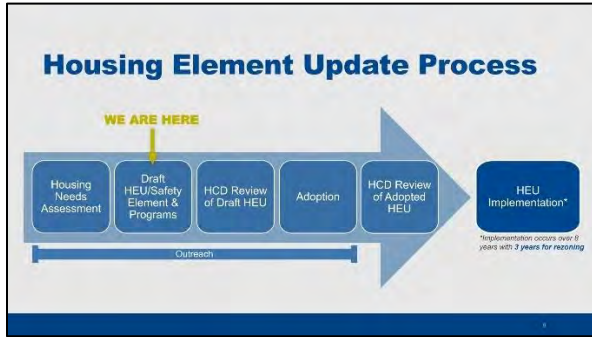 Housing Element Update Process
WE ARE HERE
Housing
Needs
Assessment
Draft
HEU/Safety
Element &
Programs
HCD Review
of Draft HEU
Adoption
HCD Review
of Adopted
HEU
HEU
Implementation*
*Implementation occurs over 8
years with 3 years for rezoning
Outreach